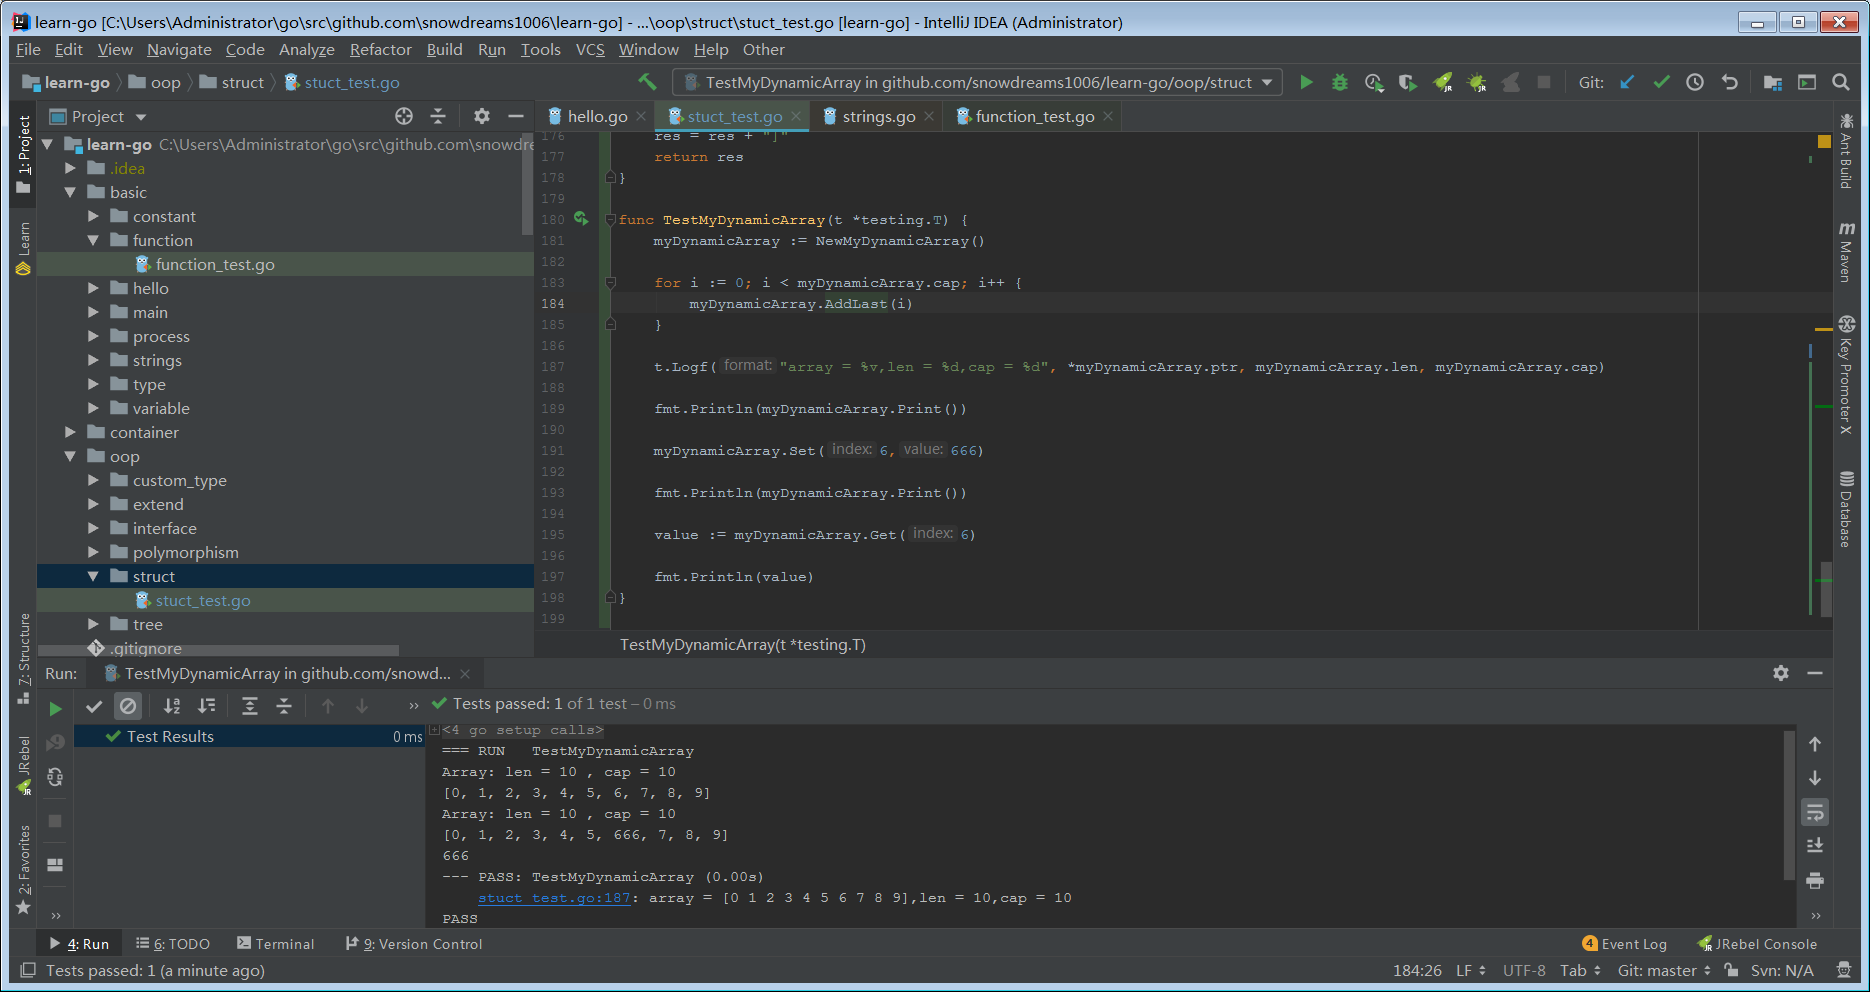 learn-go [C:\Users\Administrator\go\src\github.com\snowdreams1006\learn-go] - ...\oop\struct\stuct_test.go [learn-go] - IntelliJ IDEA (Administrator)
File Edit View Navigate Code Analyze Refactor Build Run Tools VCS Window Help Other
learn-go oop struct stuct_test.go
TestMyDynamicArray in github.com/snowdreams1006/learn-go/oop/struct
Git:
Project
hello.go
stuct_test.go
strings.go
function_test.go
1: Project
Learn
Z: Structure
JRebel
2: Favorites
learn-go C:\Users\Administrator\go\src\github.com\snowdre
.idea
basic
constant
function
function_test.go
hello
main
process
strings
type
variable
container
oop
custom_type
extend
interface
polymorphism
struct
stuct_test.go
tree
.gitignore
176 res = res + "]"
177 return res
178 }
179
180 func TestMyDynamicArray(t *testing.T) {
181 myDynamicArray := NewMyDynamicArray()
182
183 for i := 0; i < myDynamicArray.cap; i++ {
184 myDynamicArray.AddLast(i)
185 }
186
187 t.Logf( format: "array = %v,len = %d,cap = %d", *myDynamicArray.ptr, myDynamicArray.len, myDynamicArray.cap)
188
189 fmt.Println(myDynamicArray.Print())
190
191 myDynamicArray.Set( index: 6, value: 666)
192
193 fmt.Println(myDynamicArray.Print())
194
195 value := myDynamicArray.Get( index: 6)
196
197 fmt.Println(value)
198 }
199
TestMyDynamicArray(t *testing.T)
Ant Build
Maven
Key Promoter X
Database
Run: TestMyDynamicArray in github.com/snowd...
Tests passed: 1 of 1 test – 0 ms
Test Results 0 ms
<4 go setup calls>
=== RUN TestMyDynamicArray
Array: len = 10 , cap = 10
[0, 1, 2, 3, 4, 5, 6, 7, 8, 9]
Array: len = 10 , cap = 10
[0, 1, 2, 3, 4, 5, 666, 7, 8, 9]
666
--- PASS: TestMyDynamicArray (0.00s)
stuct_test.go:187: array = [0 1 2 3 4 5 6 7 8 9],len = 10,cap = 10
PASS
4: Run 6: TODO Terminal 9: Version Control
4 Event Log JRebel Console
Tests passed: 1 (a minute ago)
184:26 LF UTF-8 Tab Git: master Svn: N/A